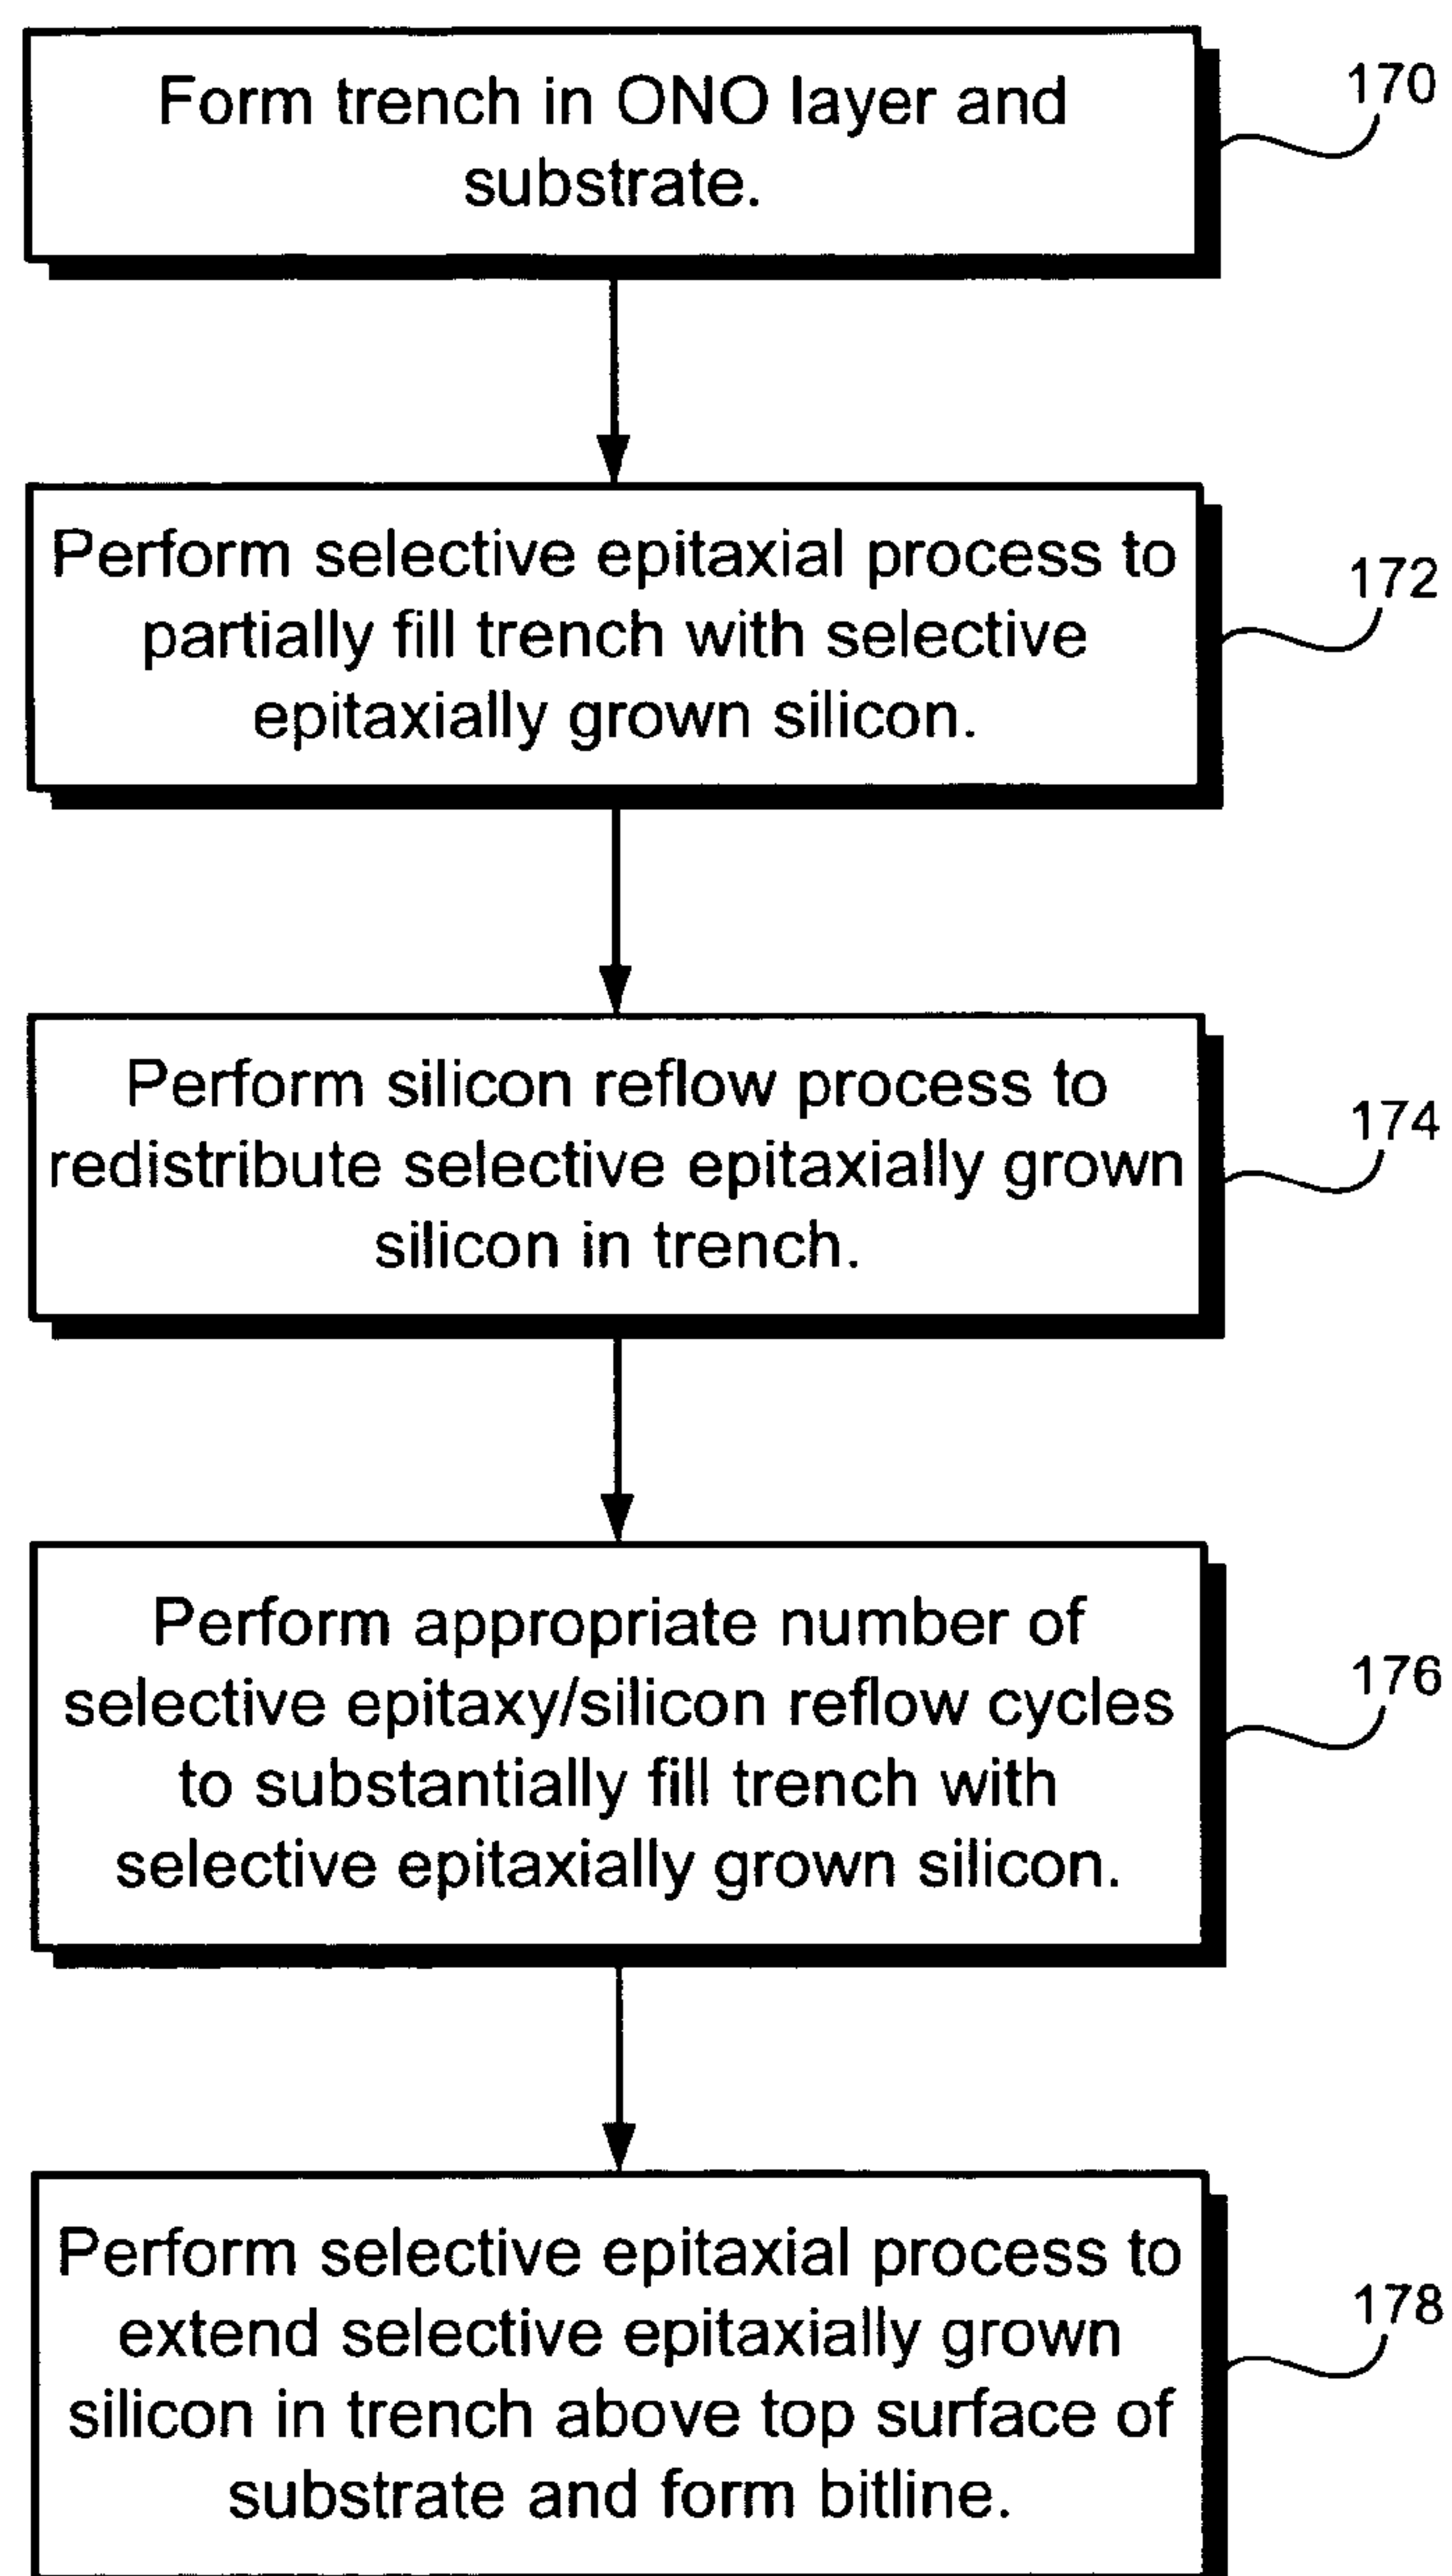 Form trench in ONO layer and
substrate.
170
Perform selective epitaxial process to
partially fill trench with selective
epitaxially grown silicon.
172
Perform silicon reflow process to
redistribute selective epitaxially grown
silicon in trench.
174
Perform appropriate number of
selective epitaxy/silicon reflow cycles
to substantially fill trench with
selective epitaxially grown silicon.
176
Perform selective epitaxial process to
extend selective epitaxially grown
silicon in trench above top surface of
substrate and form bitline.
178